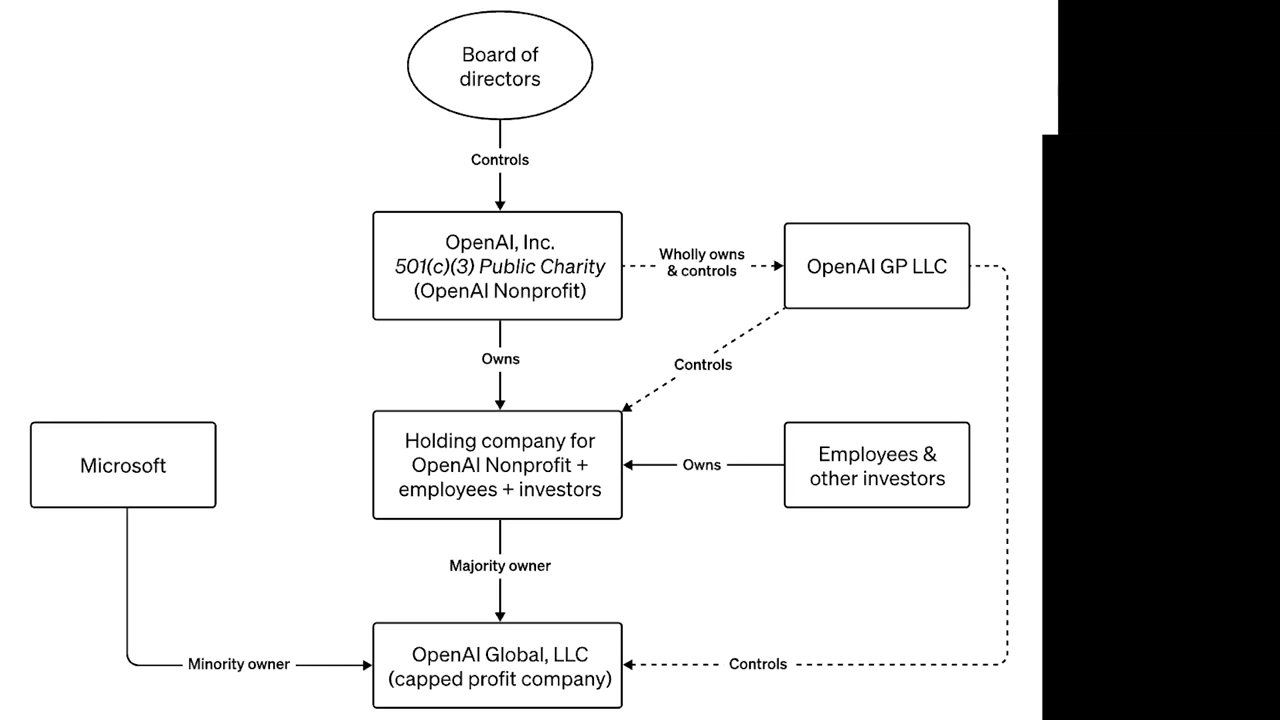 Board of
directors
Controls
OpenAI, Inc.
501(c)(3) Public Charity
(OpenAI Nonprofit)
Wholly owns
& controls
OpenAI GP LLC
Owns
Controls
Microsoft
Holding company for
OpenAI Nonprofit +
employees + investors
Owns
Employees &
other investors
Majority owner
OpenAI Global, LLC
(capped profit company)
Minority owner
Controls